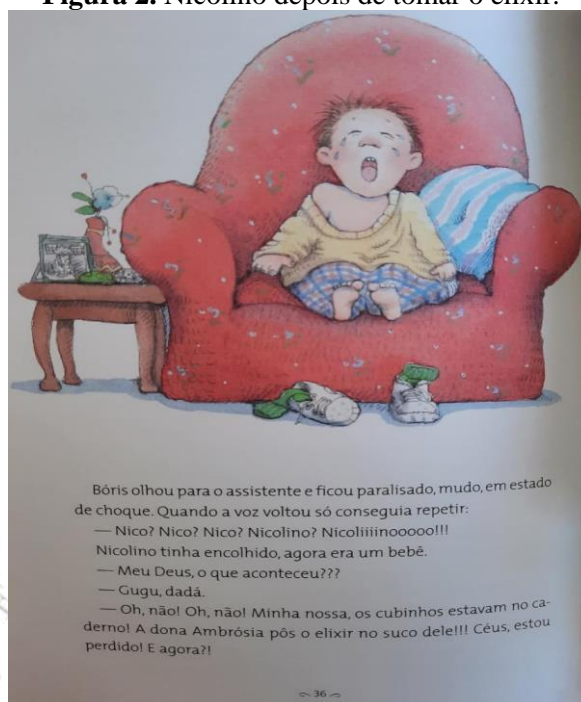 Figura 2. Nicolino depois de tomar o elixir.
Bóris olhou para o assistente e ficou paralisado, mudo, em estado
de choque. Quando a voz voltou só conseguia repetir:
— Nico? Nico? Nico? Nicolino? Nicoliiiinooooo!!!
Nicolino tinha encolhido, agora era um bebê.
— Meu Deus, o que aconteceu???
— Gugu, dadá.
— Oh, não! Oh, não! Minha nossa, os cubinhos estavam no ca-
derno! A dona Ambrósia pôs o elixir no suco dele!!! Céus, estou
perdido! E agora?!
36